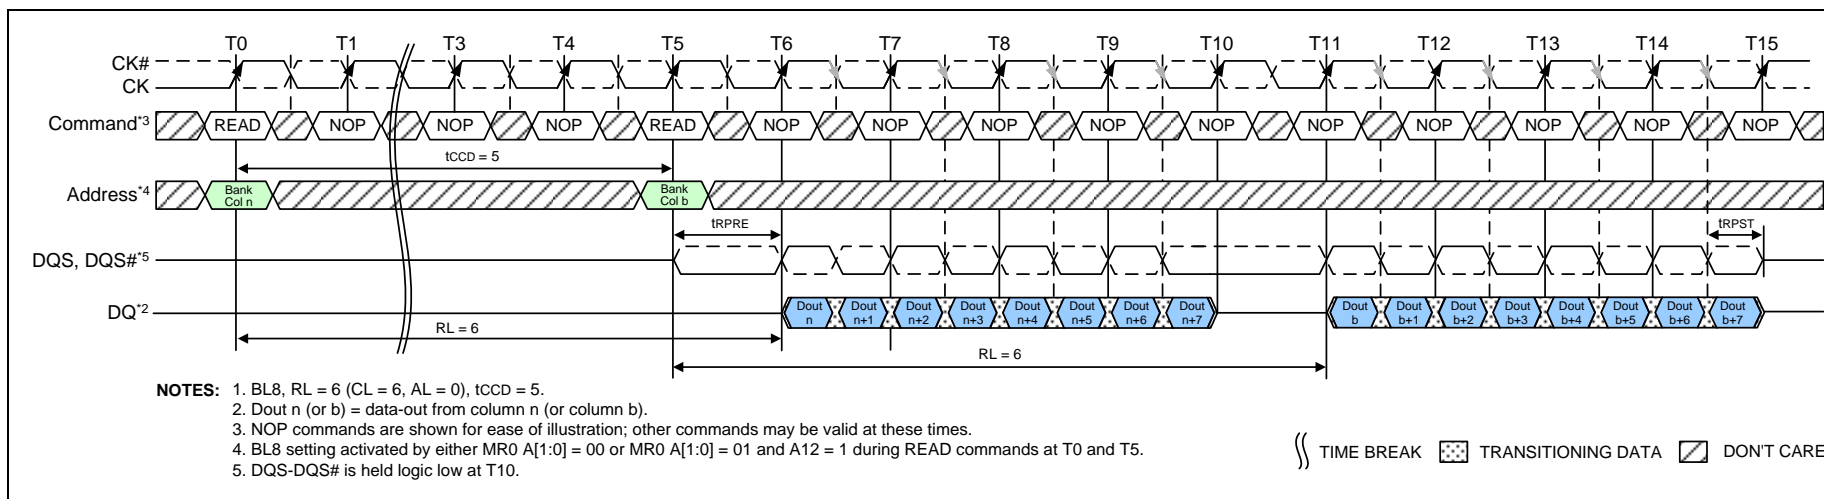 T0 T1 T3 T4 T5 T6 T7 T8 T9 T10 T11 T12 T13 T14 T15
CK#
CK
Command*3 READ NOP NOP NOP READ NOP NOP NOP NOP NOP NOP NOP NOP NOP NOP
tCCD = 5
Address*4 Bank Col n Bank Col b
tRPRE tRPST
DQS, DQS#*5
DQ*2 Dout n Dout n+1 Dout n+2 Dout n+3 Dout n+4 Dout n+5 Dout n+6 Dout n+7 Dout b Dout b+1 Dout b+2 Dout b+3 Dout b+4 Dout b+5 Dout b+6 Dout b+7
RL = 6
RL = 6
NOTES: 1. BL8, RL = 6 (CL = 6, AL = 0), tCCD = 5.
2. Dout n (or b) = data-out from column n (or column b).
3. NOP commands are shown for ease of illustration; other commands may be valid at these times.
4. BL8 setting activated by either MR0 A[1:0] = 00 or MR0 A[1:0] = 01 and A12 = 1 during READ commands at T0 and T5.
5. DQS-DQS# is held logic low at T10.
TIME BREAK TRANSITIONING DATA DON'T CARE